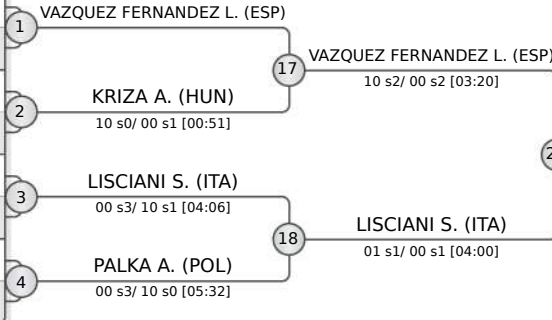 1
VAZQUEZ FERNANDEZ L. (ESP)
17
VAZQUEZ FERNANDEZ L. (ESP)
10 s2/ 00 s2 [03:20]
2
KRIZA A. (HUN)
10 s0/ 00 s1 [00:51]
3
LISCIANI S. (ITA)
00 s3/ 10 s1 [04:06]
18
LISCIANI S. (ITA)
01 s1/ 00 s1 [04:00]
4
PALKA A. (POL)
00 s3/ 10 s0 [05:32]